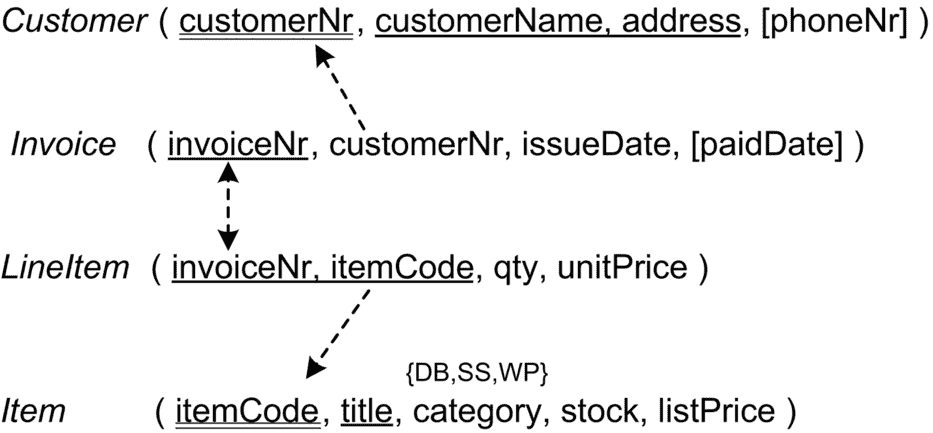 Customer ( customerNr, customerName, address, [phoneNr] )
Invoice ( invoiceNr, customerNr, issueDate, [paidDate] )
LineItem ( invoiceNr, itemCode, qty, unitPrice )
{DB,SS,WP}
Item ( itemCode, title, category, stock, listPrice )